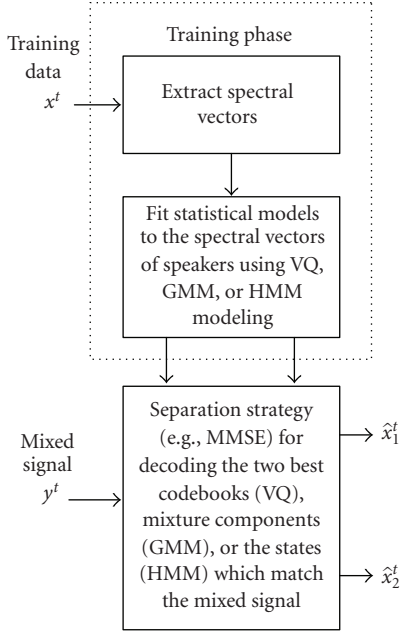 Training phase
Training
data
x^t
Extract spectral
vectors
Fit statistical models
to the spectral vectors
of speakers using VQ,
GMM, or HMM
modeling
Mixed
signal
y^t
Separation strategy
(e.g., MMSE) for
decoding the two best
codebooks (VQ),
mixture components
(GMM), or the states
(HMM) which match
the mixed signal
x̂₁ᵗ
x̂₂ᵗ